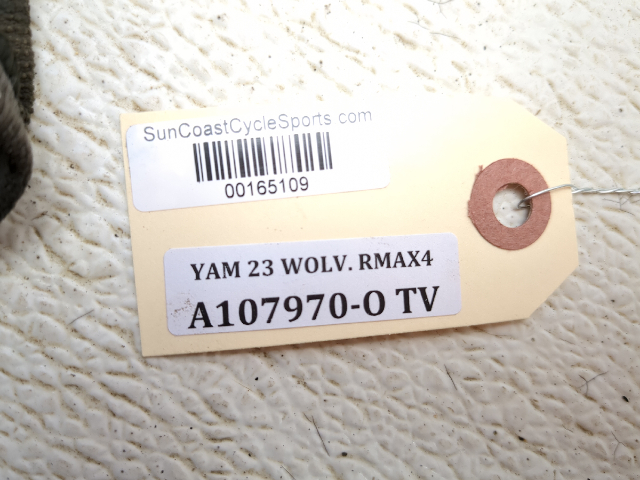 SunCoastCycleSports.com
00165109
YAM 23 WOLV. RMAX4
A107970-O TV